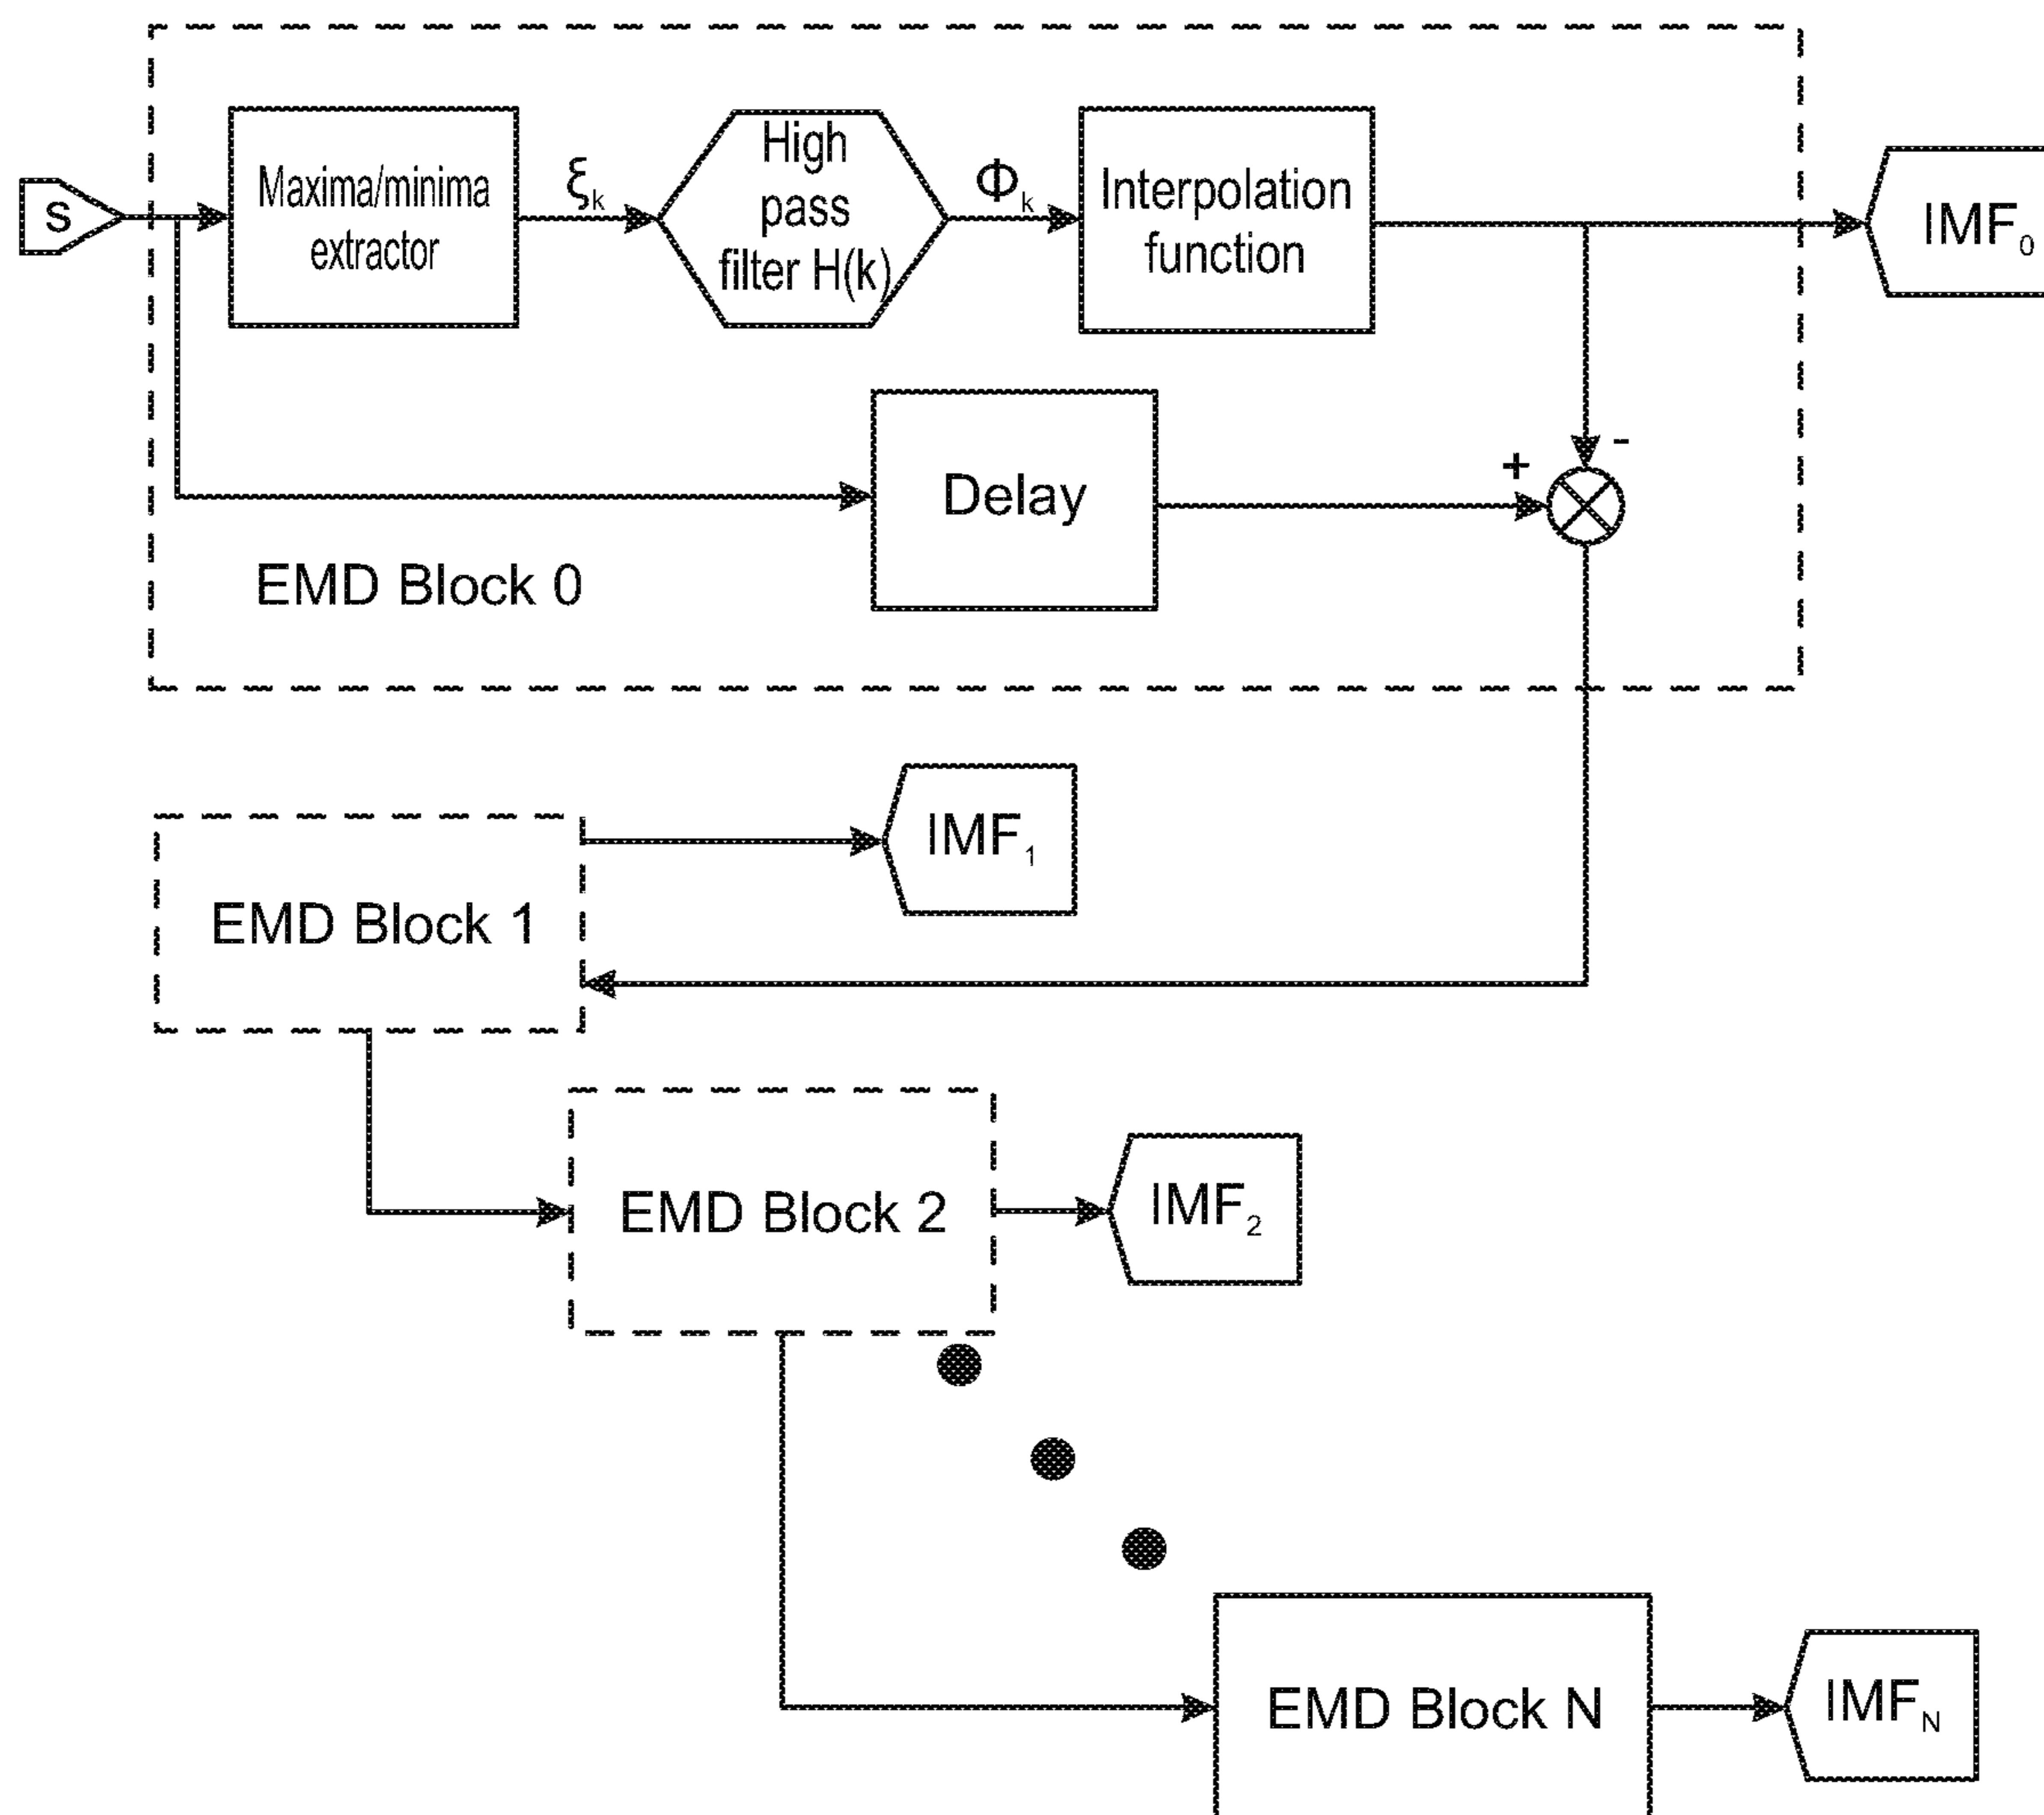 s
Maxima/minima
extractor
ξk
High
pass
filter H(k)
Φk
Interpolation
function
IMF0
Delay
+
-
EMD Block 0
IMF1
EMD Block 1
EMD Block 2
IMF2
EMD Block N
IMFN